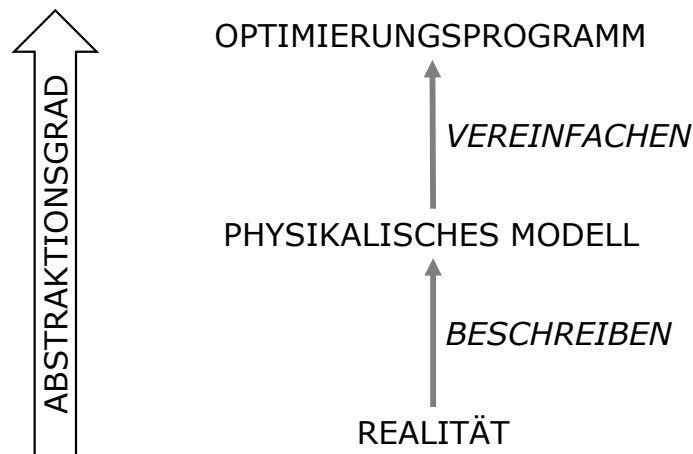 OPTIMIERUNGSPROGRAMM
VEREINFACHEN
PHYSIKALISCHES MODELL
BESCHREIBEN
REALITÄT
ABSTRAKTIONSGRAD